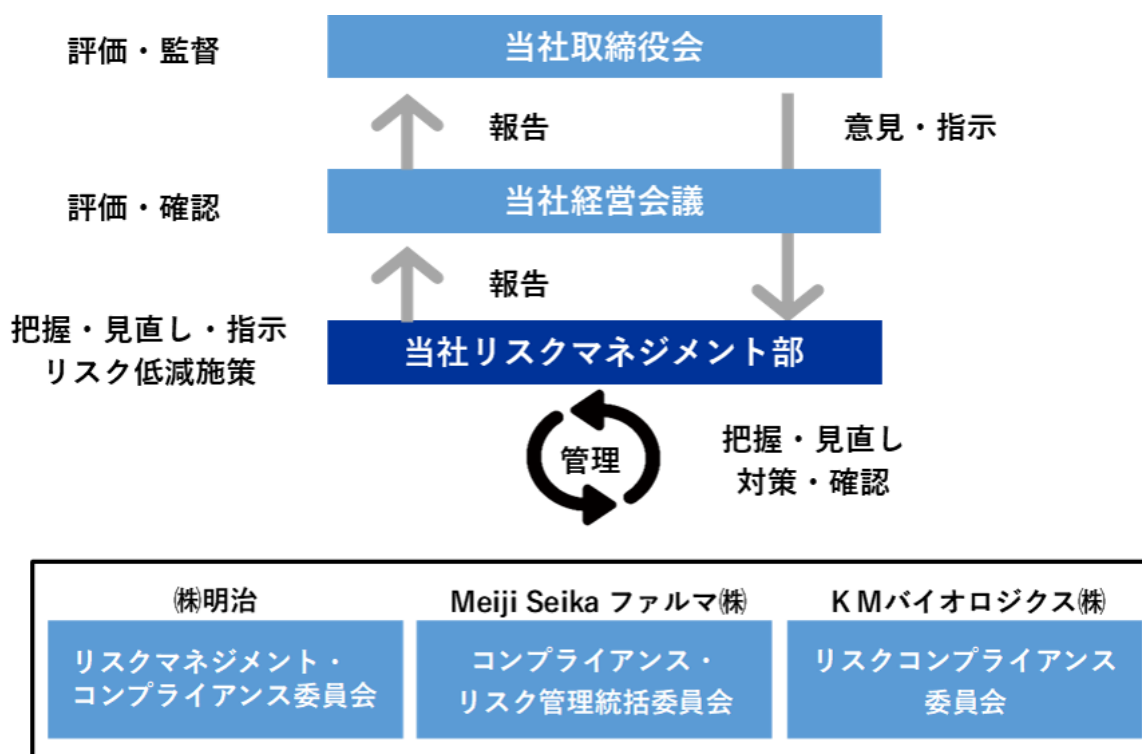 評価・監督
当社取締役会
報告
意見・指示
評価・確認
当社経営会議
報告
把握・見直し・指示
リスク低減施策
当社リスクマネジメント部
管理
把握・見直し
対策・確認
㈱明治
リスクマネジメント・
コンプライアンス委員会
Meiji Seika ファルマ㈱
コンプライアンス・
リスク管理統括委員会
KMバイオロジクス㈱
リスクコンプライアンス
委員会